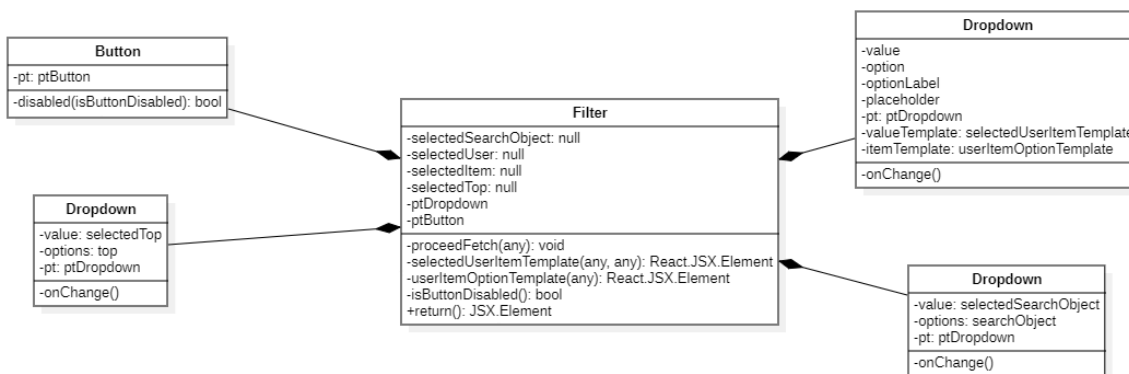 Button
-pt: ptButton
-disabled(isButtonDisabled): bool
Dropdown
-value: selectedTop
-options: top
-pt: ptDropdown
-onChange()
Filter
-selectedSearchObject: null
-selectedUser: null
-selectedItem: null
-selectedTop: null
-ptDropdown
-ptButton
-proceedFetch(any): void
-selectedUserItemTemplate(any, any): React.JSX.Element
-userItemOptionTemplate(any): React.JSX.Element
-isButtonDisabled(): bool
+return(): JSX.Element
Dropdown
-value
-option
-optionLabel
-placeholder
-pt: ptDropdown
-valueTemplate: selectedUserItemTemplate
-itemTemplate: userItemOptionTemplate
-onChange()
Dropdown
-value: selectedSearchObject
-options: searchObject
-pt: ptDropdown
-onChange()